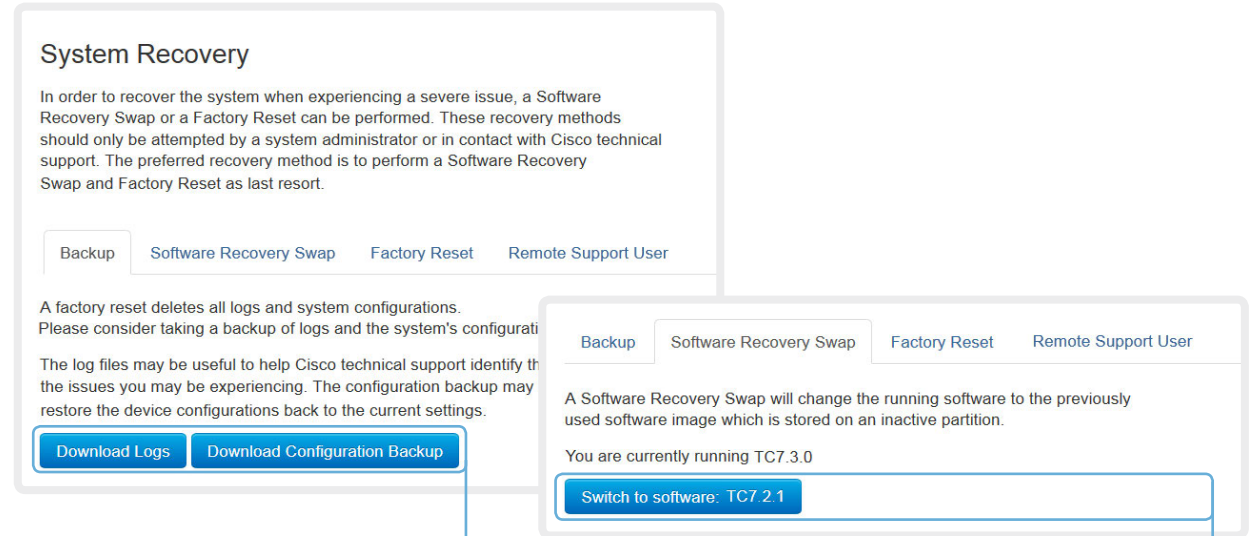 System Recovery
In order to recover the system when experiencing a severe issue, a Software
Recovery Swap or a Factory Reset can be performed. These recovery methods
should only be attempted by a system administrator or in contact with Cisco technical
support. The preferred recovery method is to perform a Software Recovery
Swap and Factory Reset as last resort.
Backup Software Recovery Swap Factory Reset Remote Support User
A factory reset deletes all logs and system configurations.
Please consider taking a backup of logs and the system's configurati
The log files may be useful to help Cisco technical support identify th
the issues you may be experiencing. The configuration backup may
restore the device configurations back to the current settings.
Download Logs Download Configuration Backup
Backup Software Recovery Swap Factory Reset Remote Support User
A Software Recovery Swap will change the running software to the previously
used software image which is stored on an inactive partition.
You are currently running TC7.3.0
Switch to software: TC7.2.1